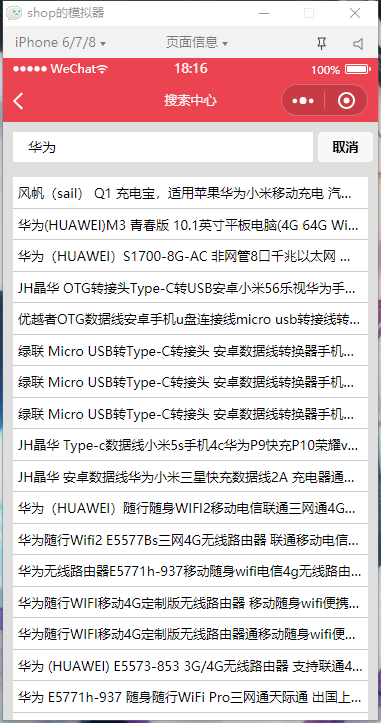 shop的模拟器
iPhone 6/7/8 页面信息
WeChat 18:16 100%
搜索中心
华为 取消
风帆（sail） Q1 充电宝，适用苹果华为小米移动充电 汽...
华为(HUAWEI)M3 青春版 10.1英寸平板电脑(4G 64G Wi...
华为（HUAWEI）S1700-8G-AC 非网管8口千兆以太网 ...
JH晶华 OTG转接头Type-C转USB安卓小米56乐视华为手...
优越者OTG数据线安卓手机u盘连接线micro usb转接线转...
绿联 Micro USB转Type-C转接头 安卓数据线转换器手机...
绿联 Micro USB转Type-C转接头 安卓数据线转换器手机...
绿联 Micro USB转Type-C转接头 安卓数据线转换器手机...
JH晶华 Type-c数据线小米5s手机4c华为P9快充P10荣耀v...
JH晶华 安卓数据线华为小米三星快充数据线2A 充电器通...
华为（HUAWEI）随行随身WIFI2移动电信联通三网通4G...
华为随行Wifi2 E5577Bs三网4G无线路由器 联通移动电信...
华为无线路由器E5771h-937移动随身wifi电信4g无线路由...
华为随行WIFI移动4G定制版无线路由器 移动随身wifi便携...
华为随行WIFI移动4G定制版无线路由器通移动随身wifi便...
华为 (HUAWEI) E5573-853 3G/4G无线路由器 支持联通4...
华为 E5771h-937 随身随行WiFi Pro三网通天际通 出国上...